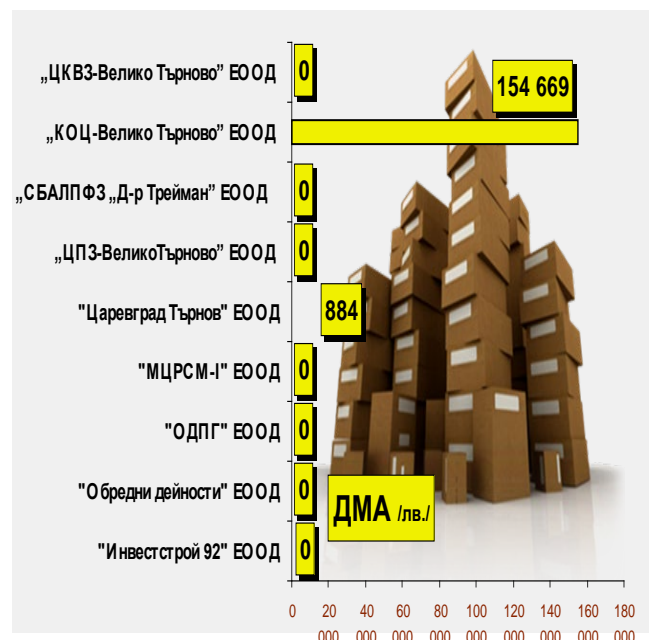 „ЦКВЗ-Велико Търново” ЕООД 0
154 669
„КОЦ-Велико Търново” ЕООД
„СБАЛПФЗ „Д-р Трейман” ЕООД 0
„ЦПЗ-ВеликоТърново” ЕООД 0
"Царевград Търнов" ЕООД 884
"МЦРСМ-I" ЕООД 0
"ОДПГ" ЕООД 0
"Обредни дейности" ЕООД 0
ДМА /лв./
"Инвестстрой 92" ЕООД 0
0 20 40 60 80 100 120 140 160 180
000 000 000 000 000 000 000 000 000